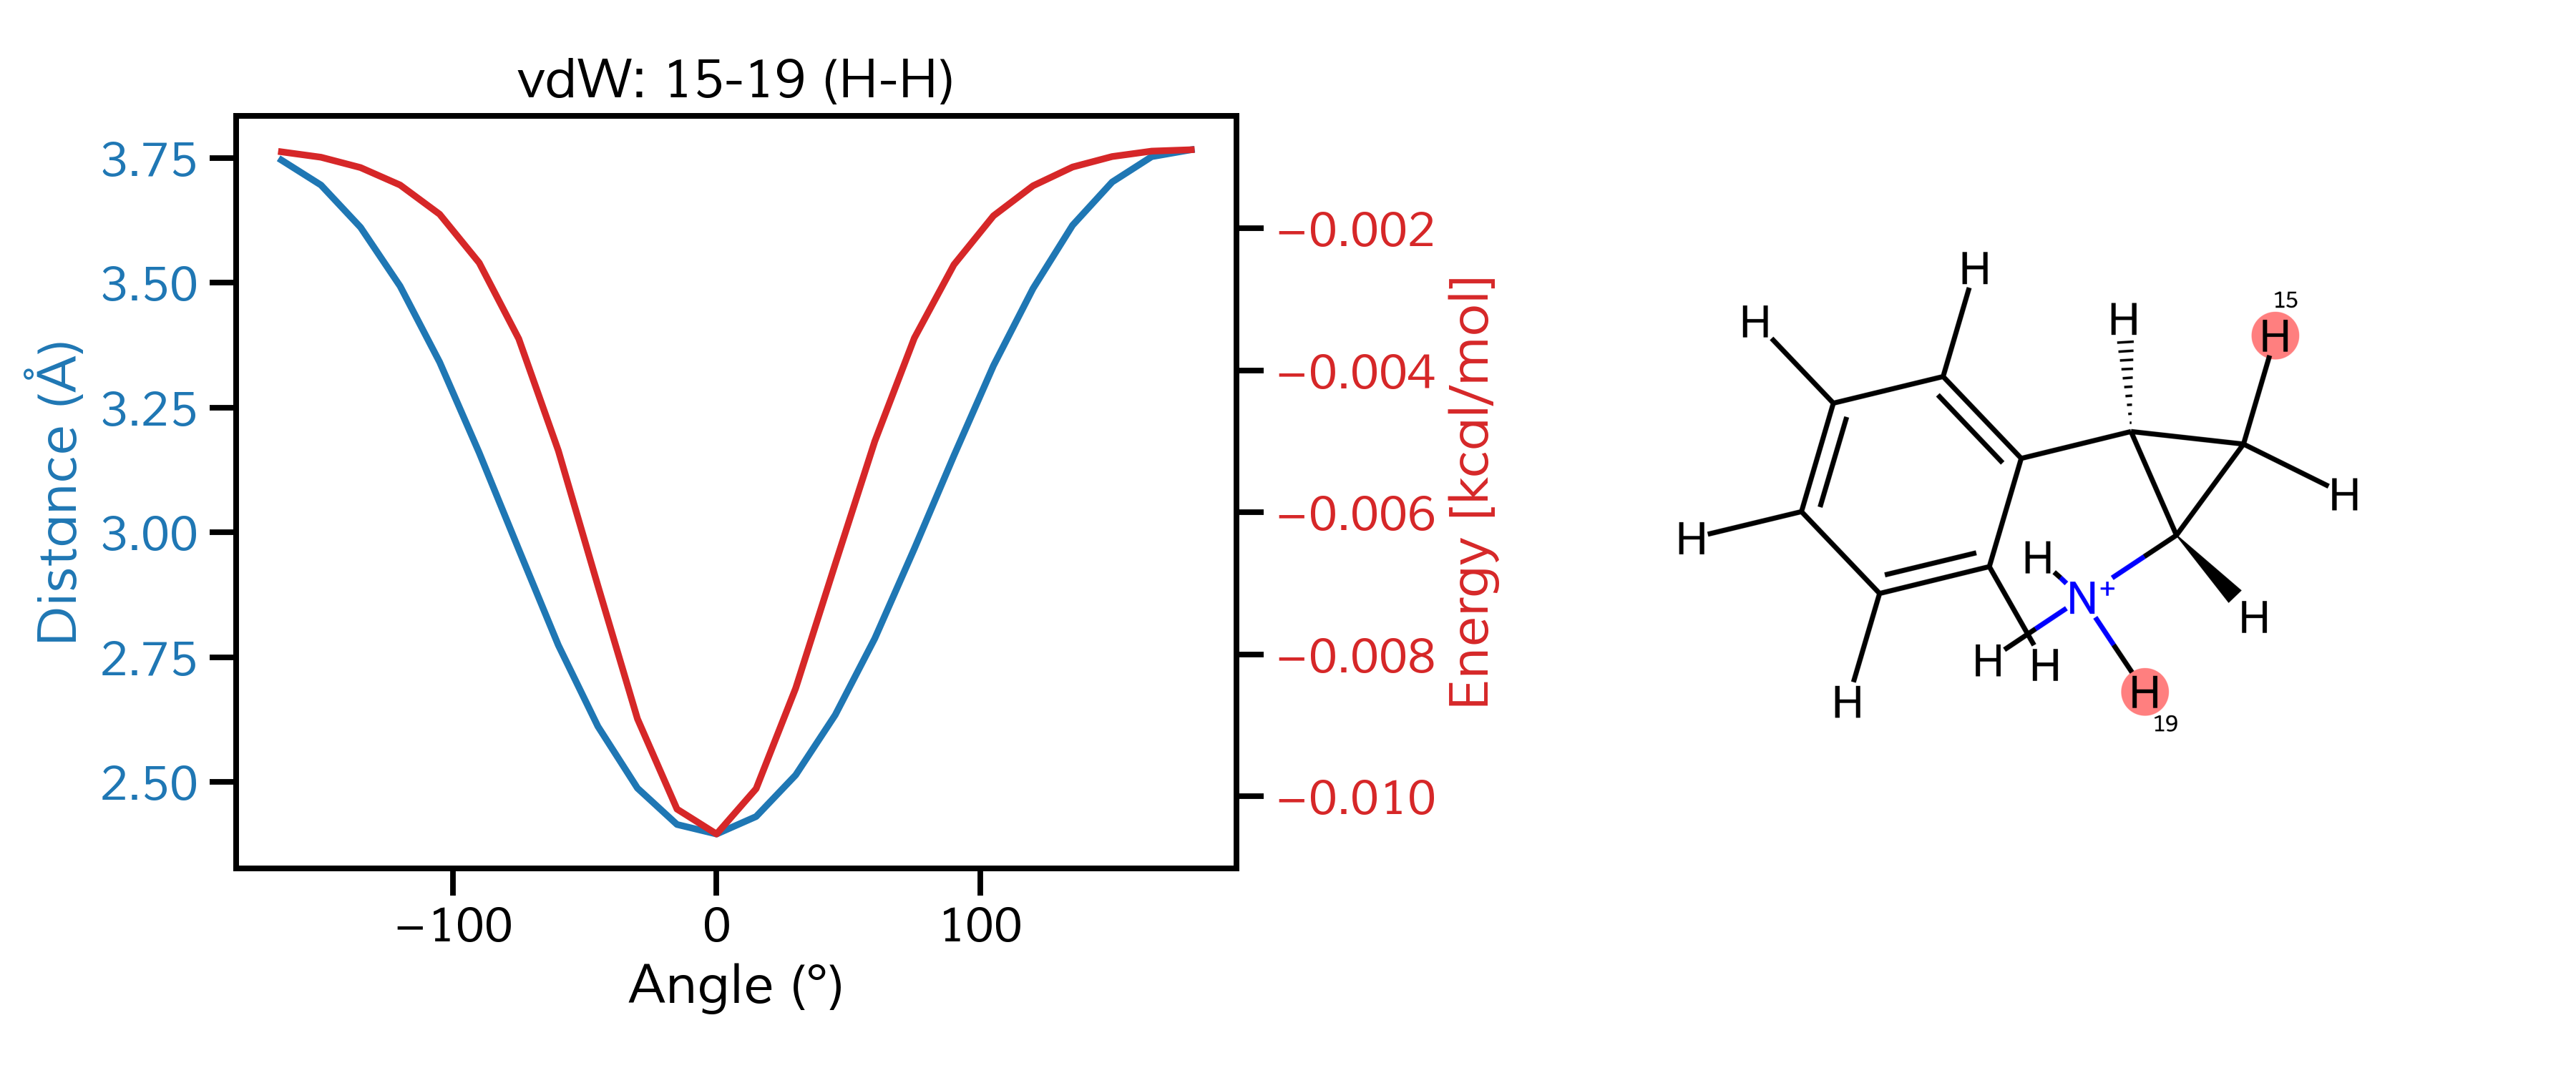 vdW: 15-19 (H-H)
3.75
3.50
3.25
3.00
2.75
2.50
Distance (Å)
−0.002
−0.004
−0.006
−0.008
−0.010
Energy [kcal/mol]
−100
0
100
Angle (°)
H
15
H
H
H
H
H
H
H
N+
H
H
H
H
19
H